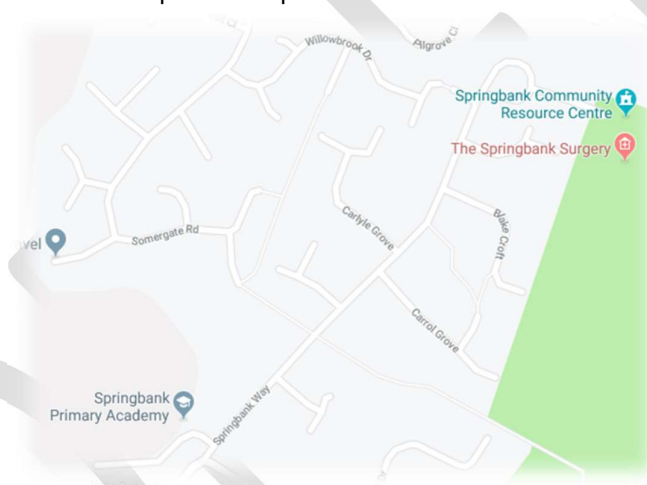 Willowbrook Dr
Pilgrove Cl
Springbank Community
Resource Centre
The Springbank Surgery
Carlyle Grove
Blake Croft
Somergate Rd
Carrol Grove
Springbank
Primary Academy
Springbank Way